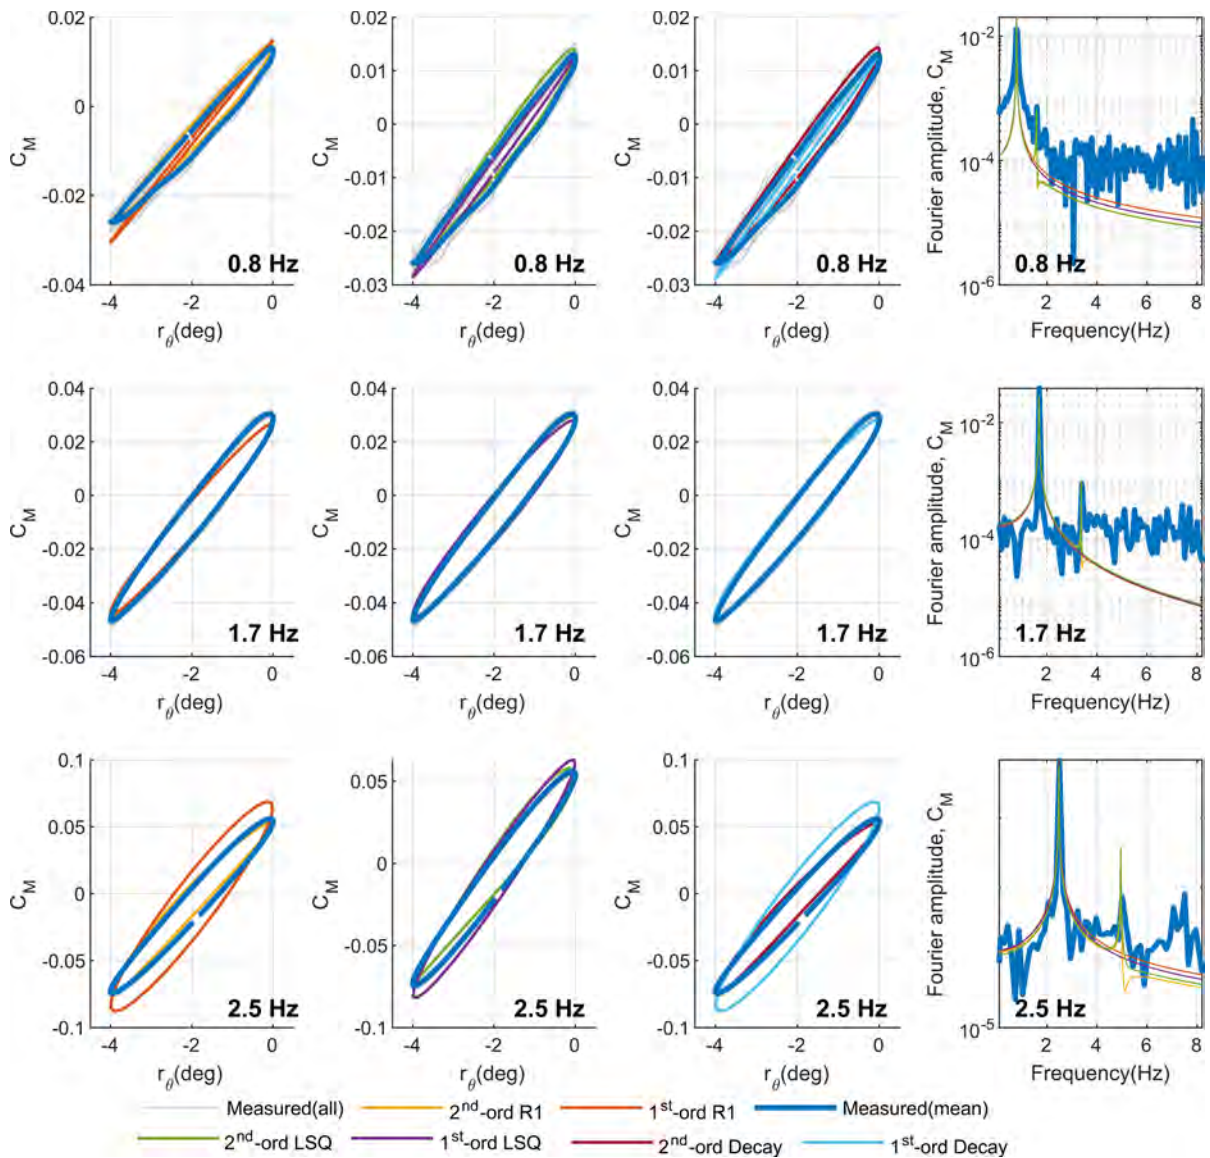 0.02
0
-0.02
-0.04
C_M
-4
-2
0
r_θ(deg)
0.8 Hz
0.02
0.01
0
-0.01
-0.02
-0.03
C_M
-4
-2
0
r_θ(deg)
0.8 Hz
0.02
0.01
0
-0.01
-0.02
-0.03
C_M
-4
-2
0
r_θ(deg)
0.8 Hz
10^-2
10^-4
10^-6
Fourier amplitude, C_M
2
4
6
8
Frequency(Hz)
0.8 Hz
0.04
0.02
0
-0.02
-0.04
-0.06
C_M
-4
-2
0
r_θ(deg)
1.7 Hz
0.04
0.02
0
-0.02
-0.04
-0.06
C_M
-4
-2
0
r_θ(deg)
1.7 Hz
0.04
0.02
0
-0.02
-0.04
-0.06
C_M
-4
-2
0
r_θ(deg)
1.7 Hz
10^-2
10^-4
10^-6
Fourier amplitude, C_M
2
4
6
8
Frequency(Hz)
1.7 Hz
0.1
0.05
0
-0.05
-0.1
C_M
-4
-2
0
r_θ(deg)
2.5 Hz
0.05
0
-0.05
-0.1
C_M
-4
-2
0
r_θ(deg)
2.5 Hz
0.1
0.05
0
-0.05
-0.1
C_M
-4
-2
0
r_θ(deg)
2.5 Hz
10^-5
Fourier amplitude, C_M
2
4
6
8
Frequency(Hz)
2.5 Hz
Measured(all) 2nd-ord R1 1st-ord R1 Measured(mean)
2nd-ord LSQ 1st-ord LSQ 2nd-ord Decay 1st-ord Decay